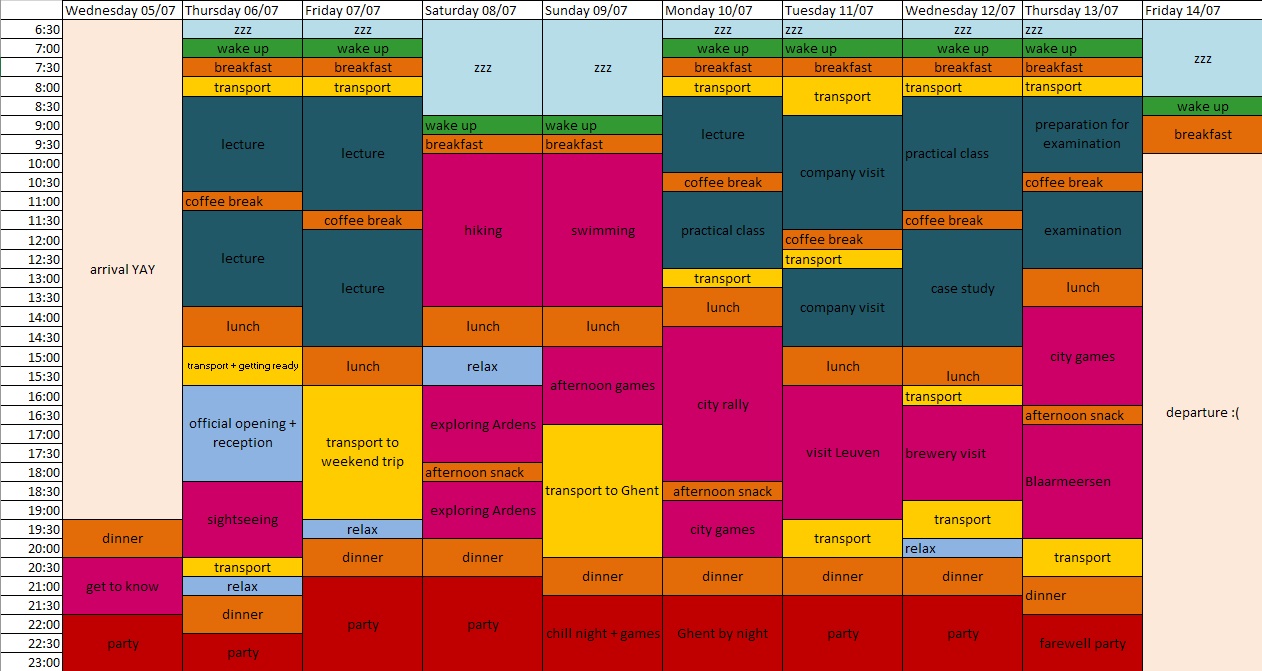 Wednesday 05/07 Thursday 06/07 Friday 07/07 Saturday 08/07 Sunday 09/07 Monday 10/07 Tuesday 11/07 Wednesday 12/07 Thursday 13/07 Friday 14/07
6:30 zzz zzz zzz zzz zzz zzz
7:00 wake up wake up wake up wake up wake up wake up
7:30 breakfast breakfast zzz zzz breakfast breakfast breakfast breakfast zzz
8:00 transport transport transport transport transport transport
8:30 wake up
9:00 wake up wake up preparation for
9:30 lecture lecture breakfast breakfast lecture examination breakfast
10:00 practical class
10:30 coffee break company visit coffee break
11:00 coffee break
11:30 coffee break hiking swimming practical class coffee break examination
12:00 coffee break
12:30 lecture transport
13:00 arrival YAY lecture transport case study
13:30 lunch company visit lunch
14:00 lunch lunch lunch
14:30
15:00 transport + getting ready lunch relax lunch city games
15:30 afternoon games lunch
16:00 city rally transport
16:30 official opening + exploring Ardens afternoon snack departure :(
17:00 reception transport to
17:30 weekend trip visit Leuven brewery visit
18:00 afternoon snack
18:30 transport to Ghent afternoon snack Blaarmeersen
19:00 sightseeing exploring Ardens city games transport
19:30 dinner relax transport
20:00 dinner dinner relax transport
20:30 transport dinner dinner dinner dinner
21:00 get to know relax
21:30 dinner dinner
22:00 party party party chill night + games Ghent by night party party
22:30 party farewell party
23:00